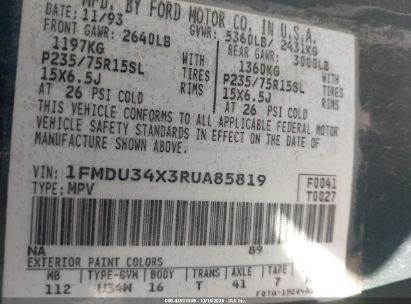 MFD. BY FORD MOTOR CO. IN U.S.A.
DATE: 11/93 GVWR: 5360LB/ 2431KG
FRONT GAWR: 2640LB REAR GAWR: 3000LB
1197KG WITH 1360KG WITH
P235/75R15SL TIRES P235/75R15SL TIRES
15X6.5J RIMS 15X6.5J RIMS
AT 26 PSI COLD AT 26 PSI COLD
THIS VEHICLE CONFORMS TO ALL APPLICABLE FEDERAL MOTOR
VEHICLE SAFETY STANDARDS IN EFFECT ON THE DATE OF
MANUFACTURE SHOWN ABOVE.
VIN: 1FMDU34X3RUA85819 F0041
TYPE: MPV T0027
NA 89
EXTERIOR PAINT COLORS
WB TYPE-GVW BODY TRANS AXLE TAPE
112 U34W 16 T 41 7